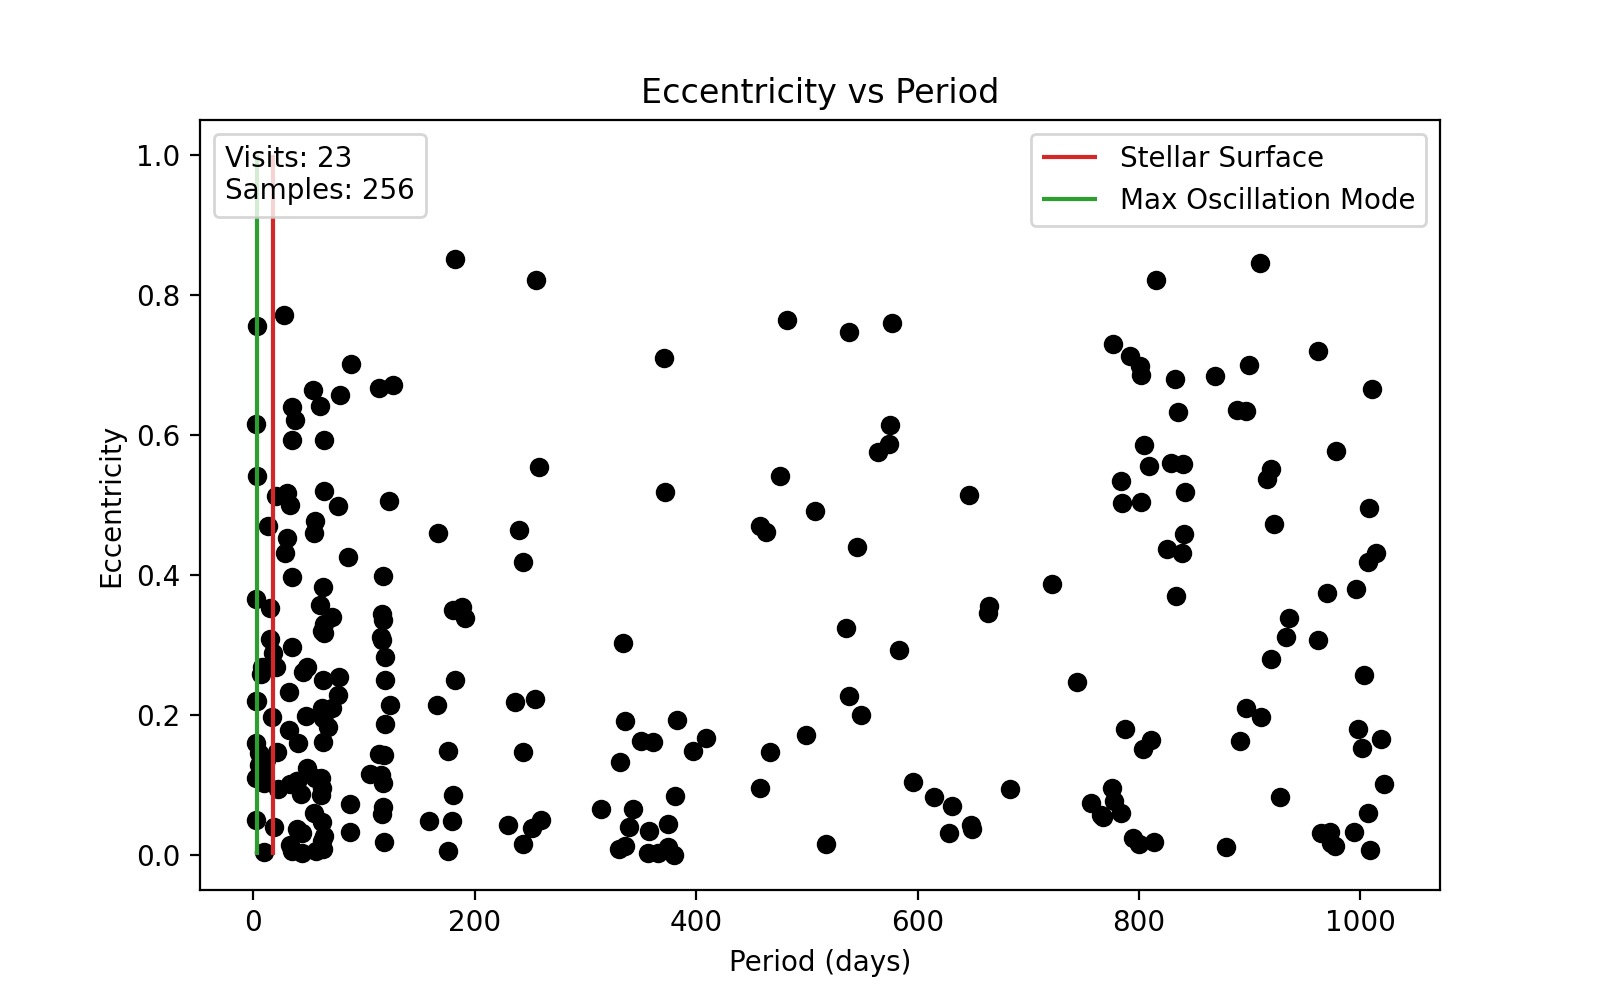 Eccentricity vs Period
Visits: 23
Samples: 256
Stellar Surface
Max Oscillation Mode
1.0
0.8
0.6
0.4
0.2
0.0
Eccentricity
0
200
400
600
800
1000
Period (days)